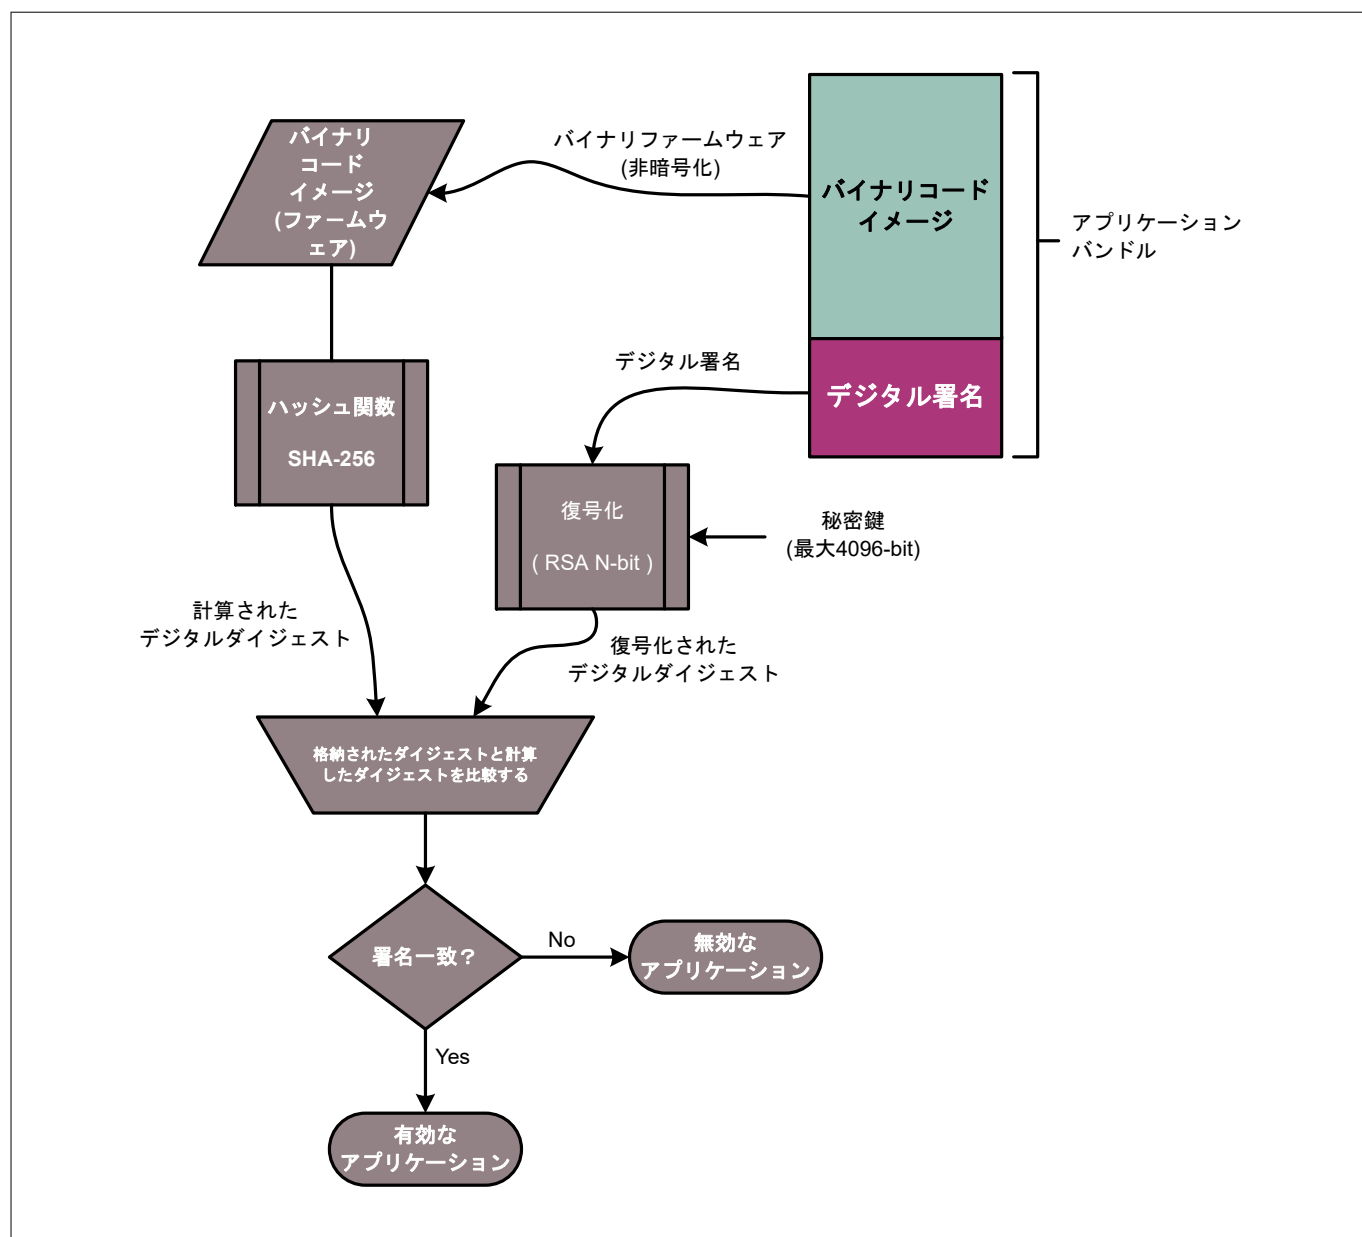 バイナリ
コード
イメージ
(ファームウ
ェア)
バイナリファームウェア
(非暗号化)
バイナリコード
イメージ
アプリケーション
バンドル
デジタル署名
デジタル署名
ハッシュ関数
SHA-256
復号化
( RSA N-bit )
秘密鍵
(最大4096-bit)
計算された
デジタルダイジェスト
復号化された
デジタルダイジェスト
格納されたダイジェストと計算
したダイジェストを比較する
署名一致？
No
無効な
アプリケーション
Yes
有効な
アプリケーション